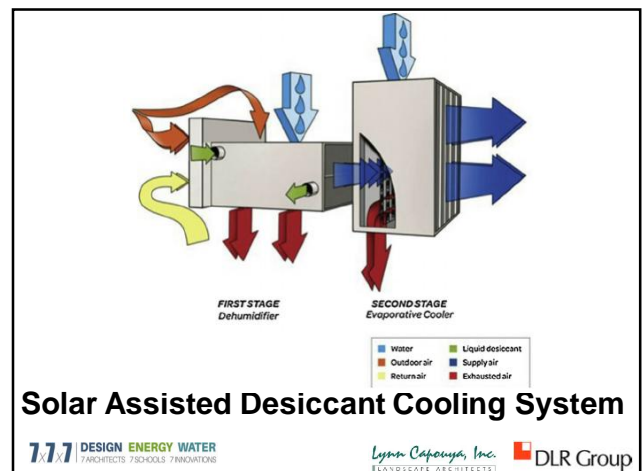 FIRST STAGE
Dehumidifier
SECOND STAGE
Evaporative Cooler
Water
Liquid desiccant
Outdoor air
Supply air
Return air
Exhausted air
Solar Assisted Desiccant Cooling System
7x7x7 DESIGN ENERGY WATER
7 ARCHITECTS 7 SCHOOLS 7 INNOVATIONS
Lynn Capouya, Inc.
LANDSCAPE ARCHITECTS
DLR Group